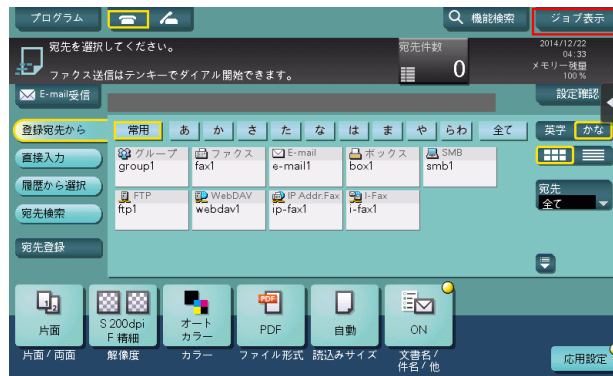 プログラム
機能検索
ジョブ表示
宛先を選択してください。
ファクス送信はテンキーでダイアル開始できます。
宛先件数
0
2014/12/22
04:33
メモリー残量
100 %
E-mail受信
設定確認
登録宛先から
常用 あ か さ た な は ま や らわ 全て
英字 かな
直接入力
グループ
group1
ファクス
fax1
E-mail
e-mail1
ボックス
box1
SMB
smb1
履歴から選択
FTP
ftp1
WebDAV
webdav1
IP Addr.Fax
ip-fax1
I-Fax
i-fax1
宛先
全て
宛先検索
宛先登録
片面
S 200dpi
F 精細
オート
カラー
PDF
PDF
自動
ON
片面 / 両面
解像度
カラー
ファイル形式
読込みサイズ
文書名 /
件名 / 他
応用設定